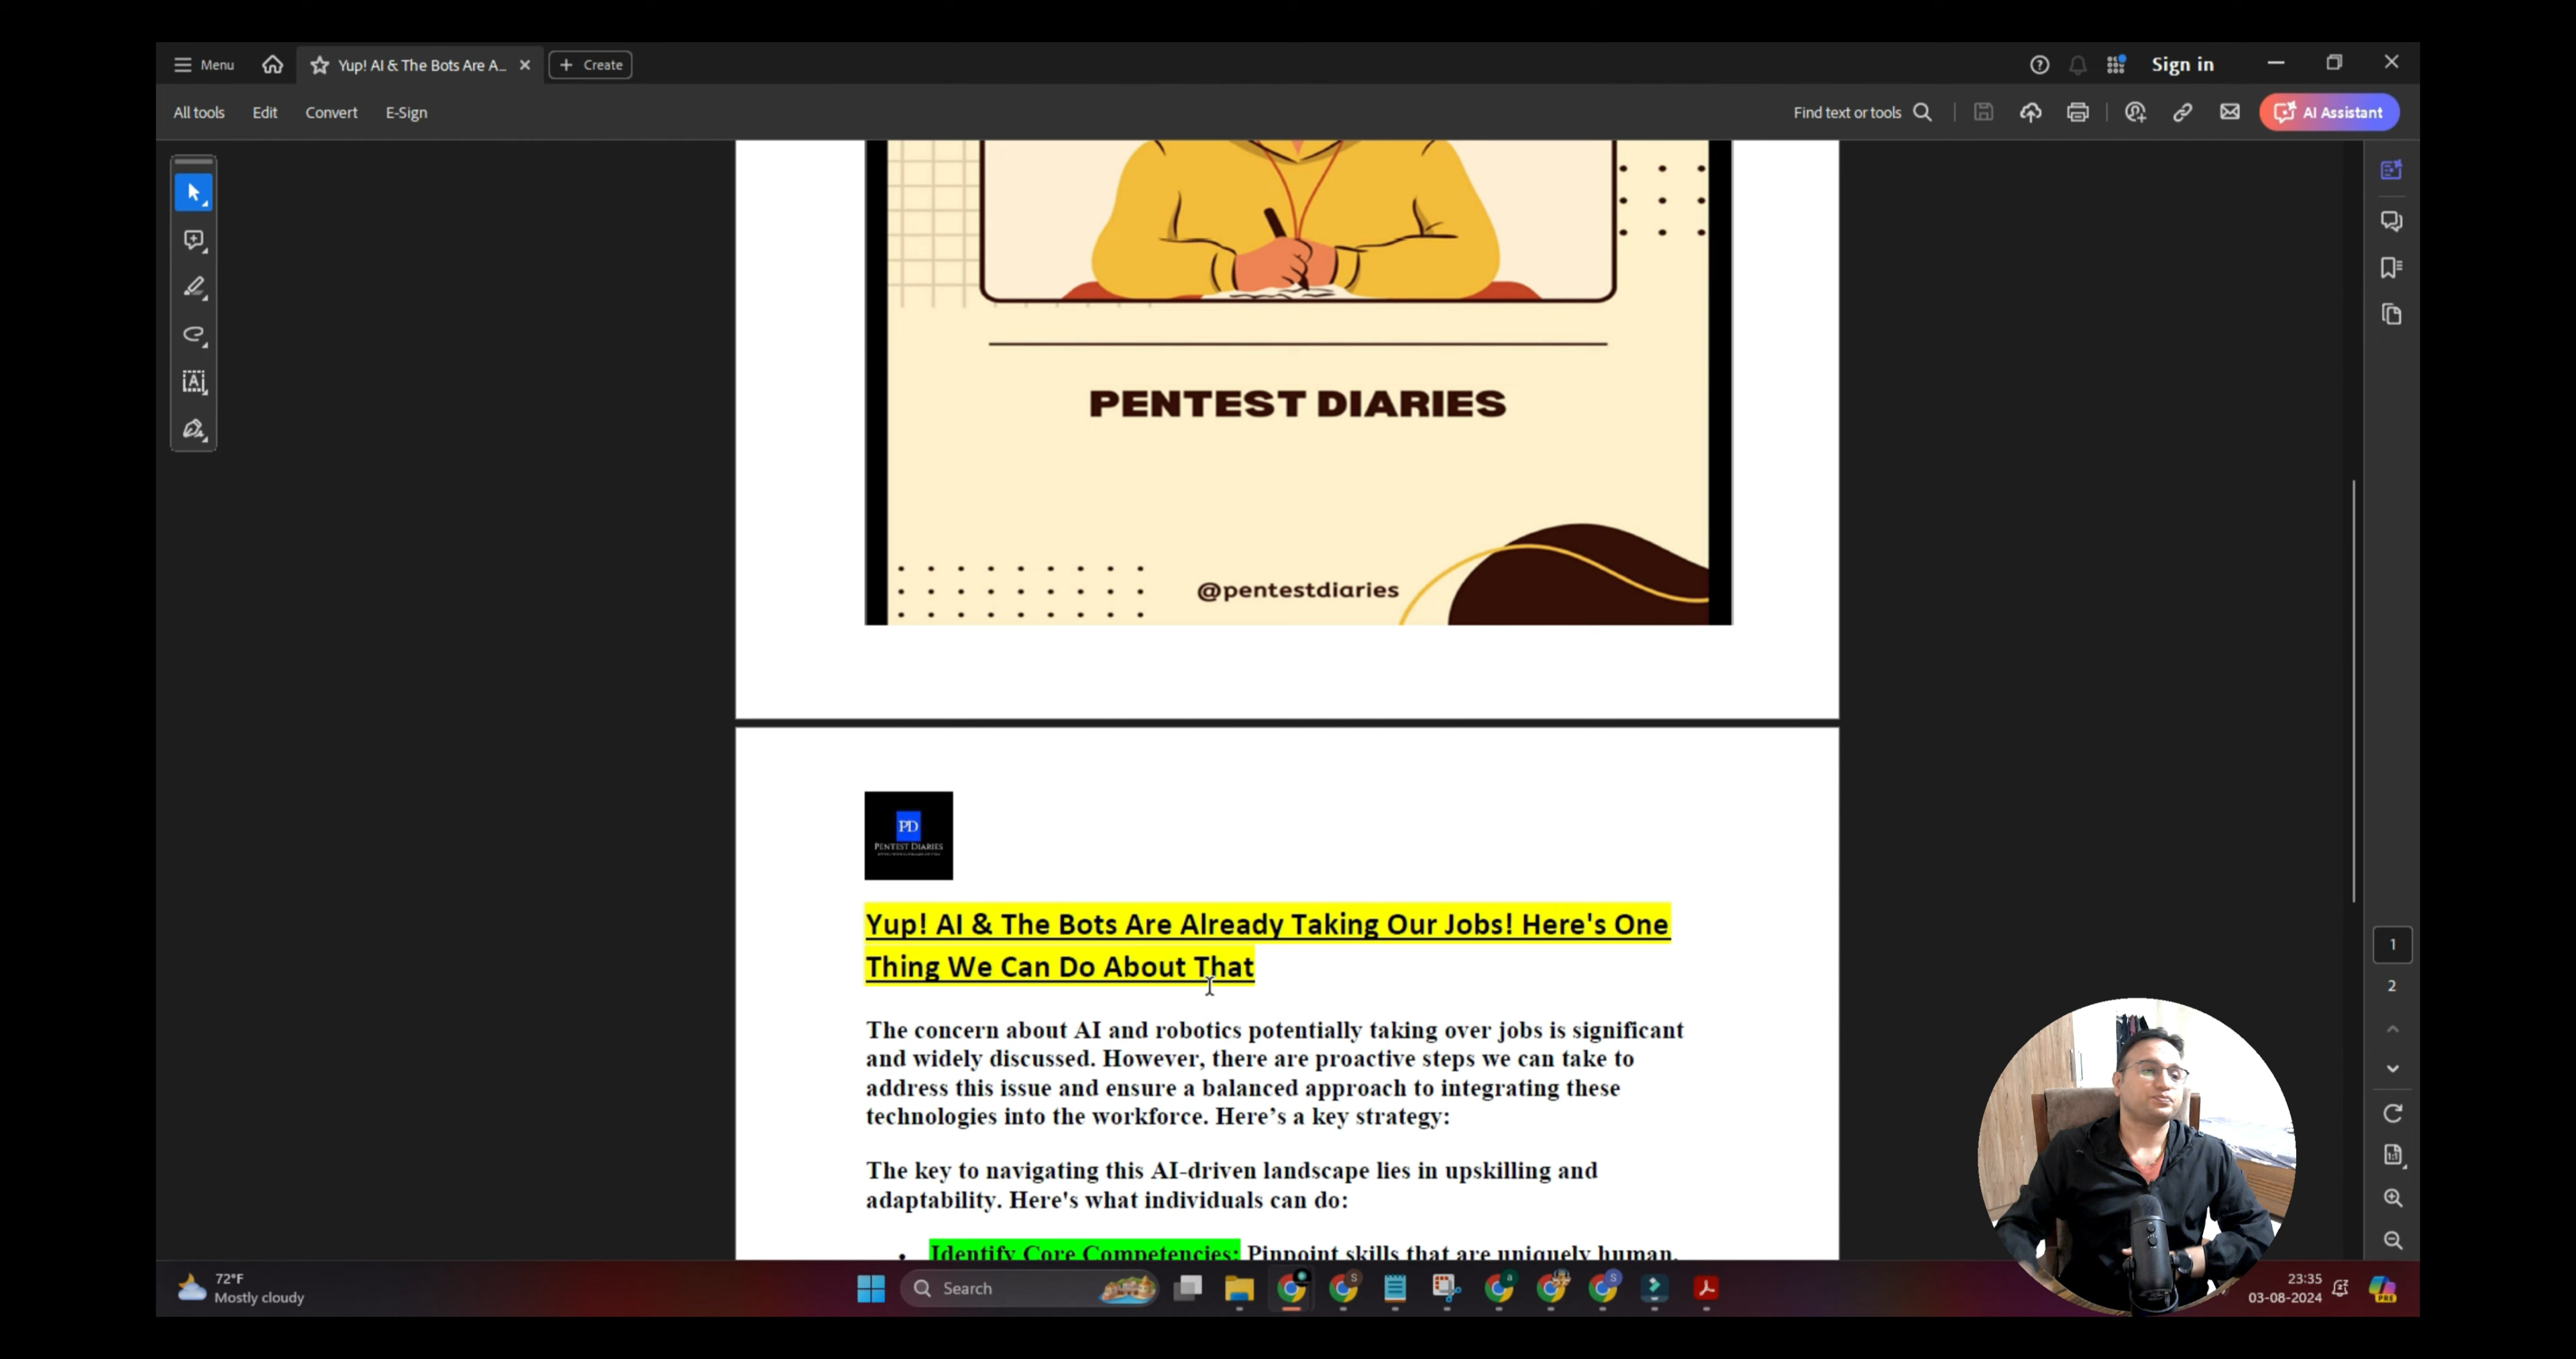 Menu
Yup! AI & The Bots Are A...
Create
Sign in
All tools
Edit
Convert
E-Sign
Find text or tools
AI Assistant
PENTEST DIARIES
@pentestdiaries
PD
PENTEST DIARIES
Yup! AI & The Bots Are Already Taking Our Jobs! Here's One
Thing We Can Do About That
The concern about AI and robotics potentially taking over jobs is significant
and widely discussed. However, there are proactive steps we can take to
address this issue and ensure a balanced approach to integrating these
technologies into the workforce. Here’s a key strategy:
The key to navigating this AI-driven landscape lies in upskilling and
adaptability. Here's what individuals can do:
• Identify Core Competencies: Pinpoint skills that are uniquely human,
1
2
1:1
72°F
Mostly cloudy
Search
S
a
S
23:35
03-08-2024
PRE